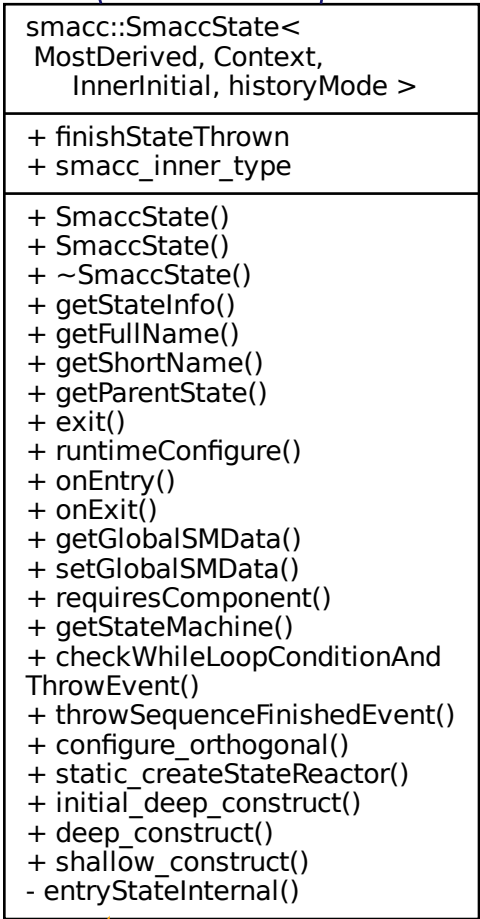 smacc::SmaccState<
MostDerived, Context,
InnerInitial, historyMode >
+ finishStateThrown
+ smacc_inner_type
+ SmaccState()
+ SmaccState()
+ ~SmaccState()
+ getStateInfo()
+ getFullName()
+ getShortName()
+ getParentState()
+ exit()
+ runtimeConfigure()
+ onEntry()
+ onExit()
+ getGlobalSMData()
+ setGlobalSMData()
+ requiresComponent()
+ getStateMachine()
+ checkWhileLoopConditionAnd
ThrowEvent()
+ throwSequenceFinishedEvent()
+ configure_orthogonal()
+ static_createStateReactor()
+ initial_deep_construct()
+ deep_construct()
+ shallow_construct()
- entryStateInternal()